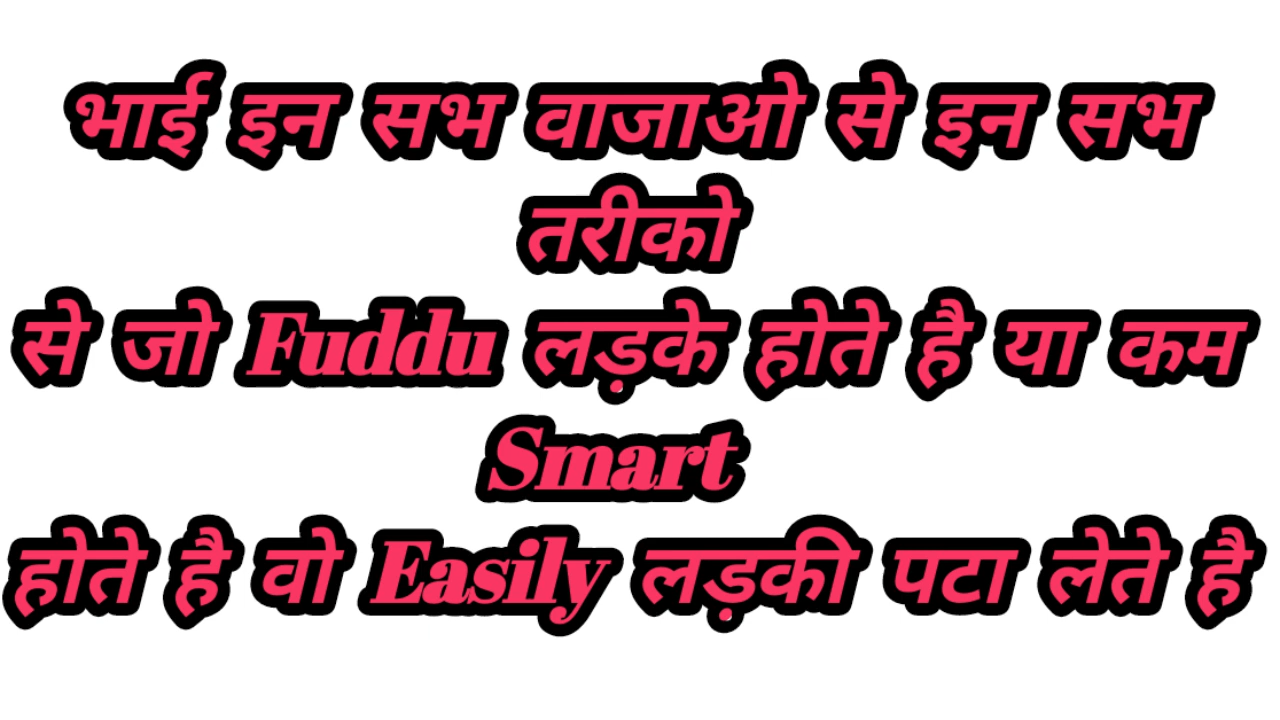 भाई इन सभ वाजाओ से इन सभ
तरीको
से जो Fuddu लड़के होते है या कम
Smart
होते है वो Easily लड़की पटा लेते है